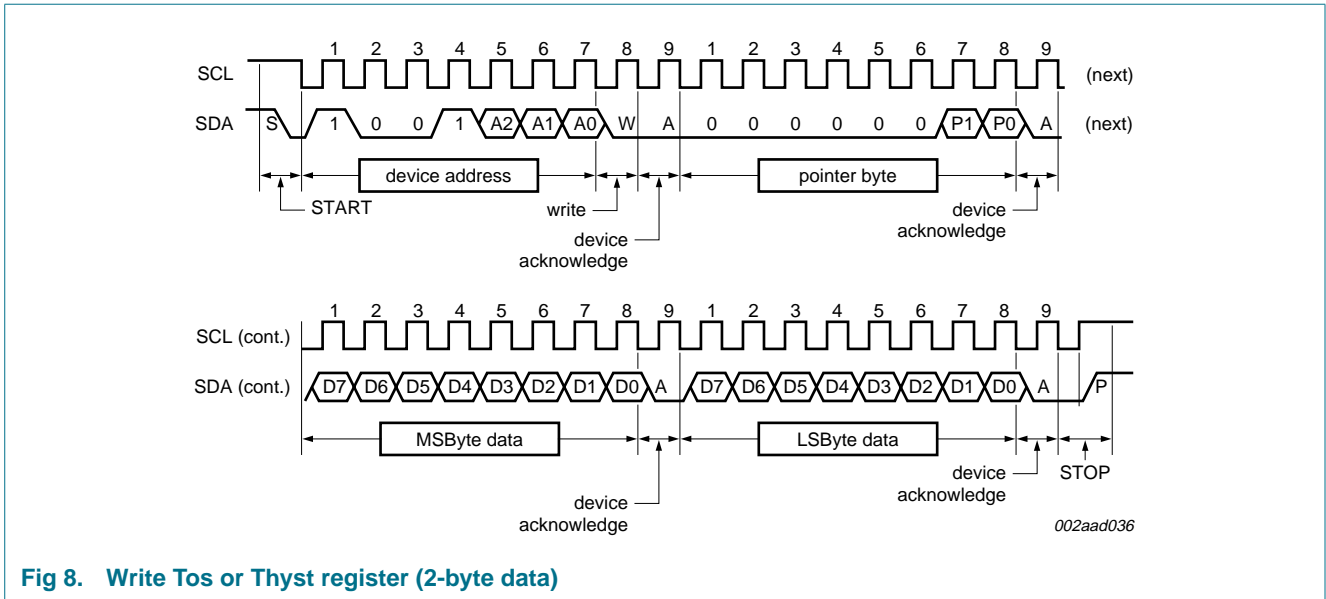 1 2 3 4 5 6 7 8 9 1 2 3 4 5 6 7 8 9
SCL (next)
SDA S 1 0 0 1 A2 A1 A0 W A 0 0 0 0 0 0 P1 P0 A (next)
device address pointer byte
START write device
device acknowledge
acknowledge
1 2 3 4 5 6 7 8 9 1 2 3 4 5 6 7 8 9
SCL (cont.)
SDA (cont.) D7 D6 D5 D4 D3 D2 D1 D0 A D7 D6 D5 D4 D3 D2 D1 D0 A P
MSByte data LSByte data
device STOP
acknowledge
device
acknowledge
002aad036
Fig 8. Write Tos or Thyst register (2-byte data)